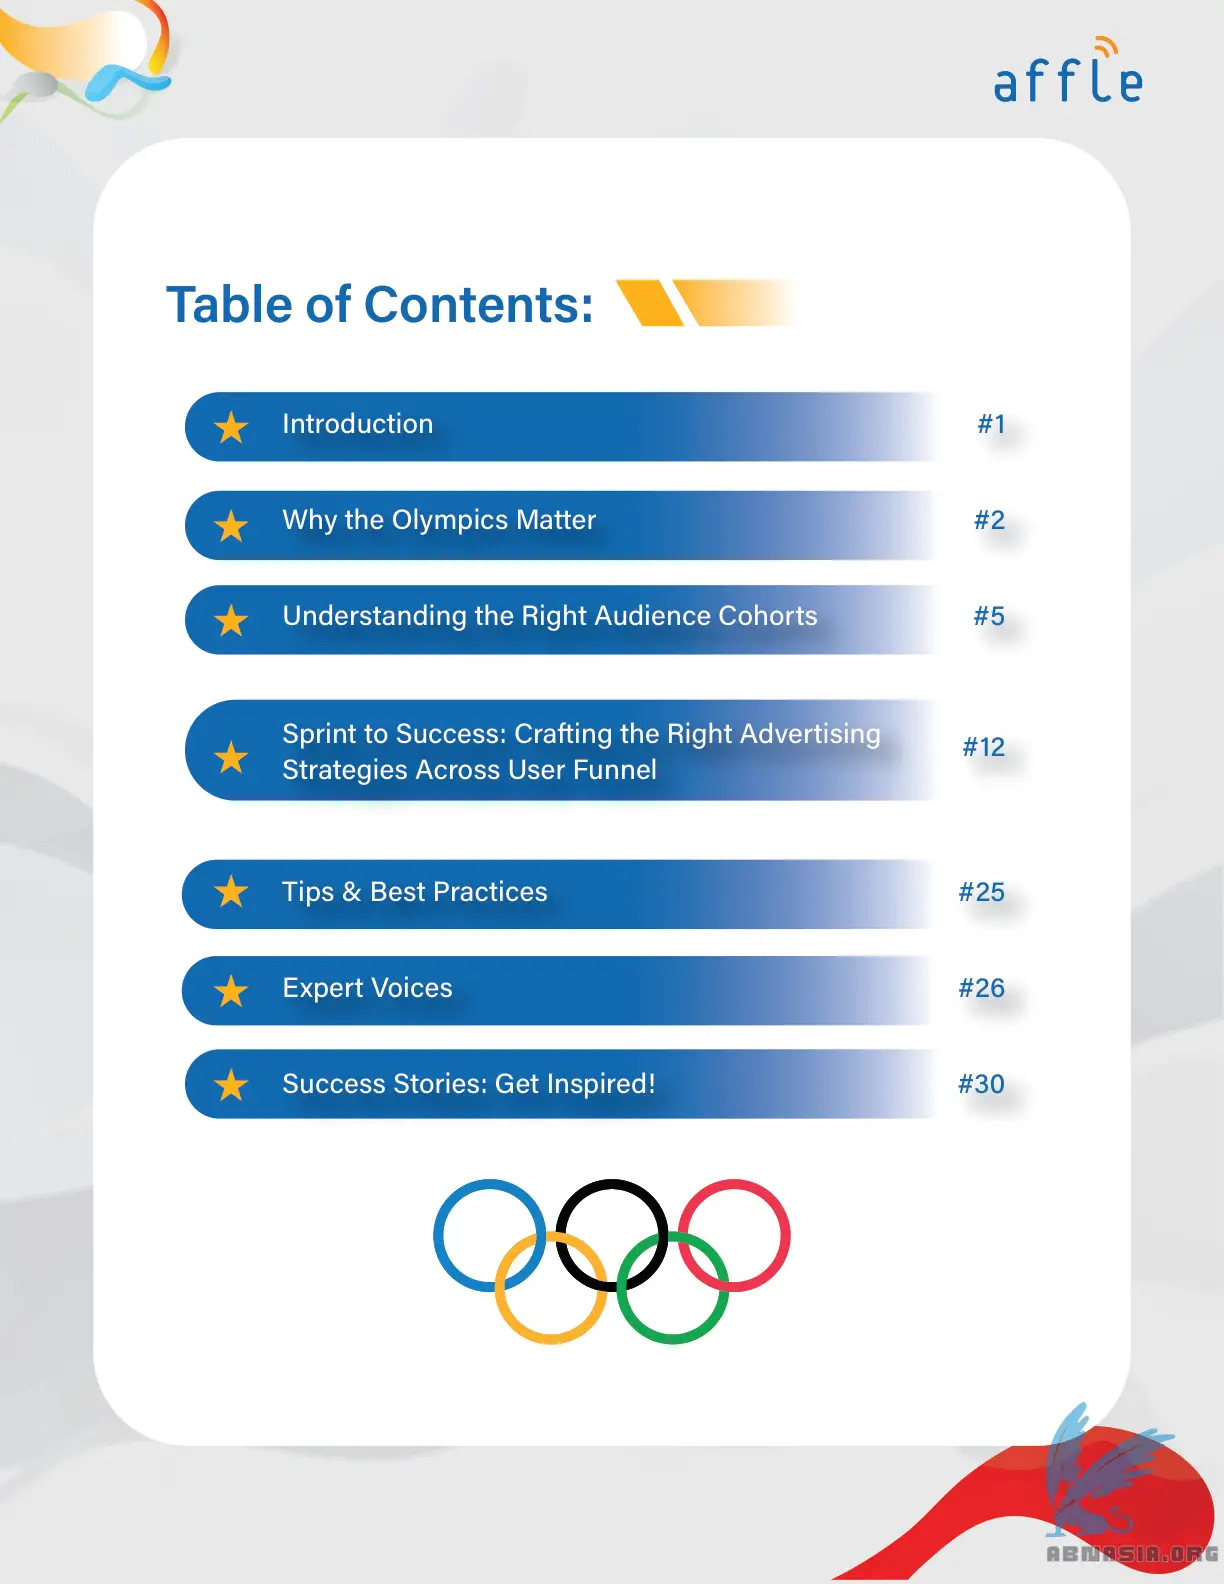 affle
Table of Contents:
Introduction #1
Why the Olympics Matter #2
Understanding the Right Audience Cohorts #5
Sprint to Success: Crafting the Right Advertising
Strategies Across User Funnel #12
Tips & Best Practices #25
Expert Voices #26
Success Stories: Get Inspired! #30
ABNASIA.ORG